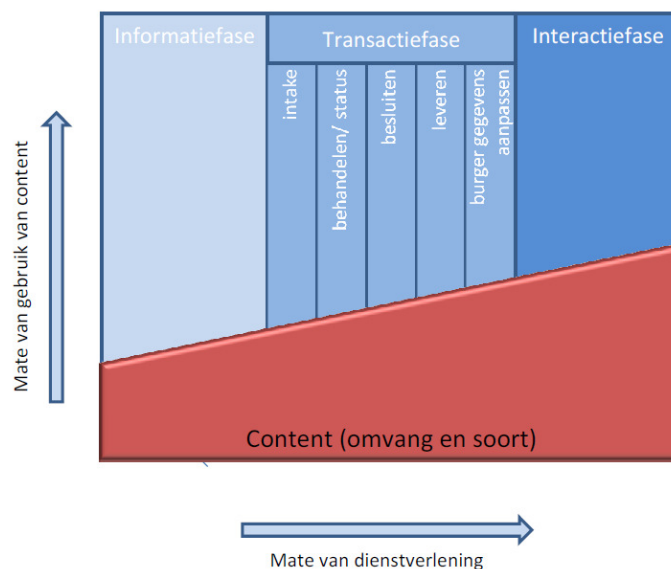 Informatiefase
Transactiefase
Interactiefase
intake
behandelen/ status
besluiten
leveren
burger gegevens
aanpassen
Mate van gebruik van content
Content (omvang en soort)
Mate van dienstverlening